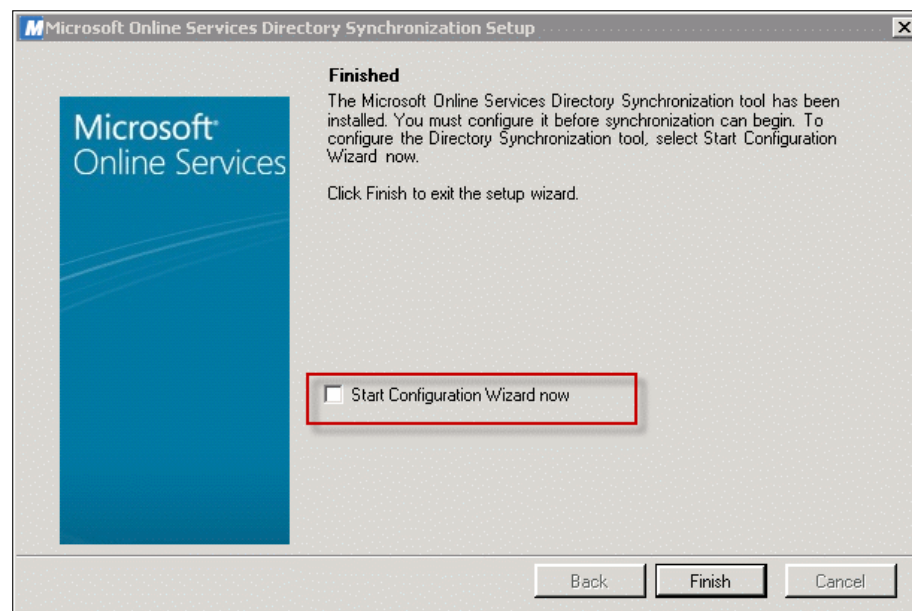 Microsoft Online Services Directory Synchronization Setup
Finished
The Microsoft Online Services Directory Synchronization tool has been
installed. You must configure it before synchronization can begin. To
configure the Directory Synchronization tool, select Start Configuration
Wizard now.
Click Finish to exit the setup wizard.
Microsoft
Online Services
Start Configuration Wizard now
Back
Finish
Cancel